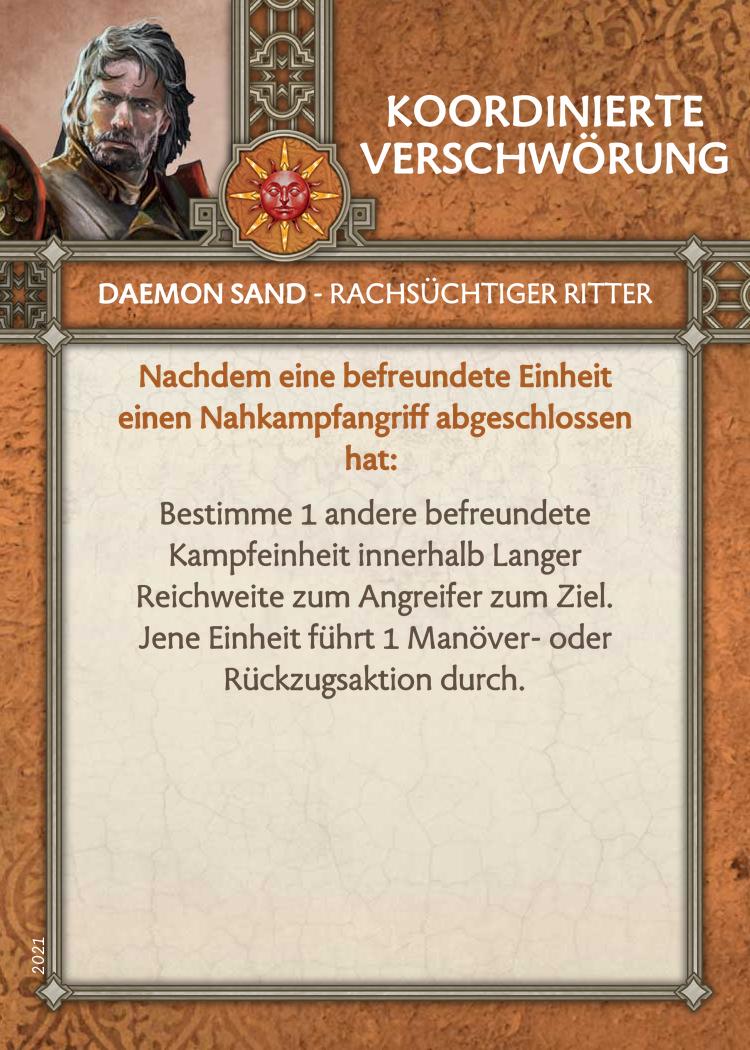 KOORDINIERTE
VERSCHWÖRUNG
DAEMON SAND - RACHSÜCHTIGER RITTER
Nachdem eine befreundete Einheit
einen Nahkampfangriff abgeschlossen
hat:
Bestimme 1 andere befreundete
Kampfeinheit innerhalb Langer
Reichweite zum Angreifer zum Ziel.
Jene Einheit führt 1 Manöver- oder
Rückzugsaktion durch.
2021